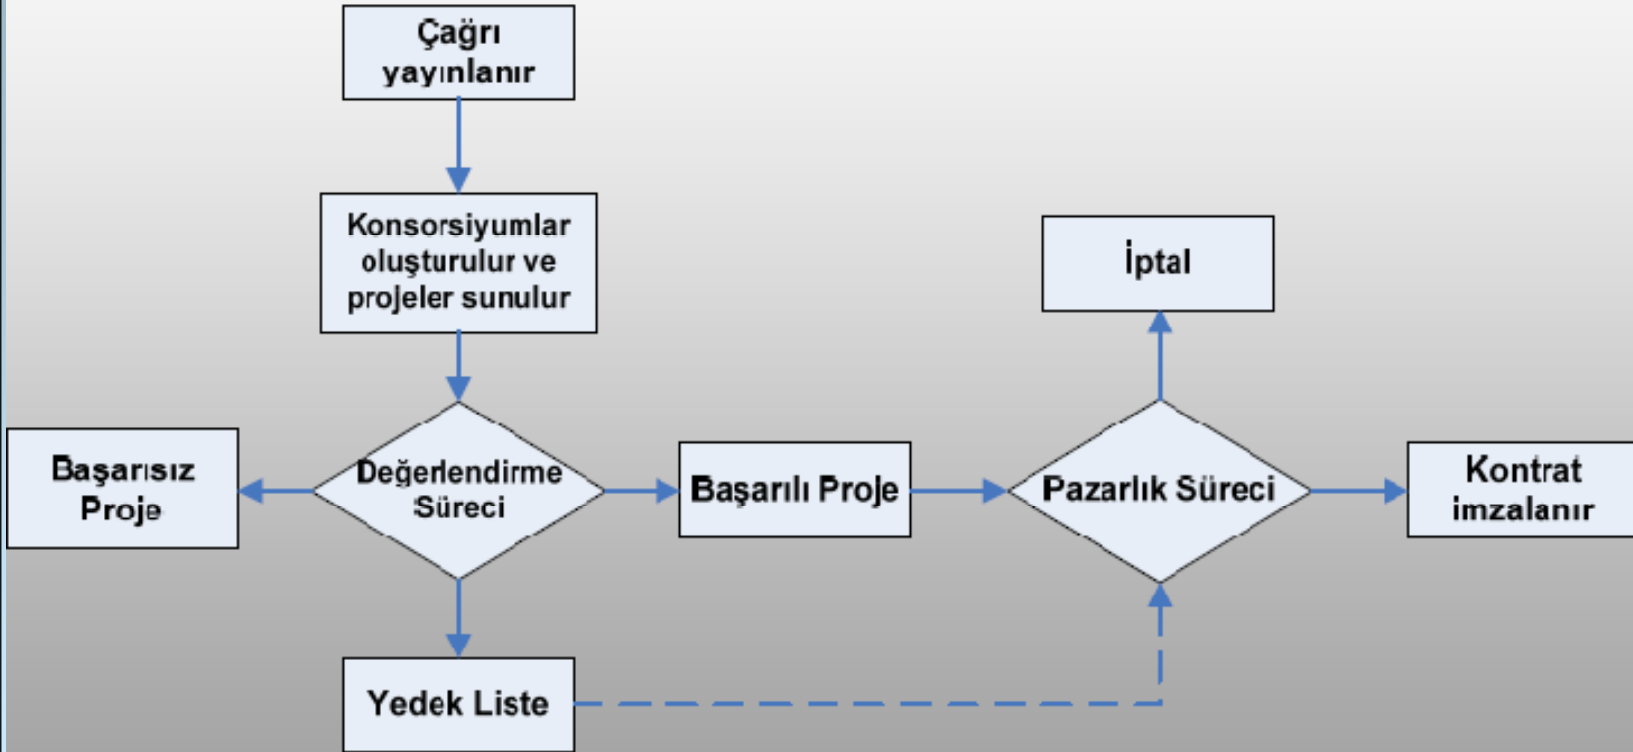 Çağrı
yayınlanır
Konsorsiyumlar
oluşturulur ve
projeler sunulur
İptal
Başarısız
Proje
Değerlendirme
Süreci
Başarılı Proje
Pazarlık Süreci
Kontrat
imzalanır
Yedek Liste